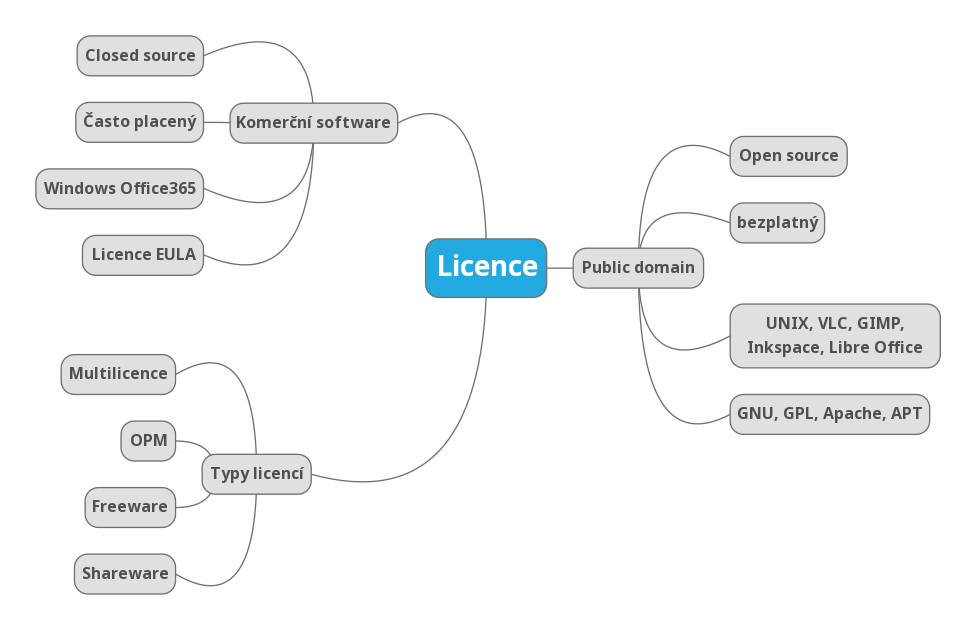 Licence
Komerční software
Closed source
Často placený
Windows Office365
Licence EULA
Public domain
Open source
bezplatný
UNIX, VLC, GIMP,
Inkspace, Libre Office
GNU, GPL, Apache, APT
Typy licencí
Multilicence
OPM
Freeware
Shareware